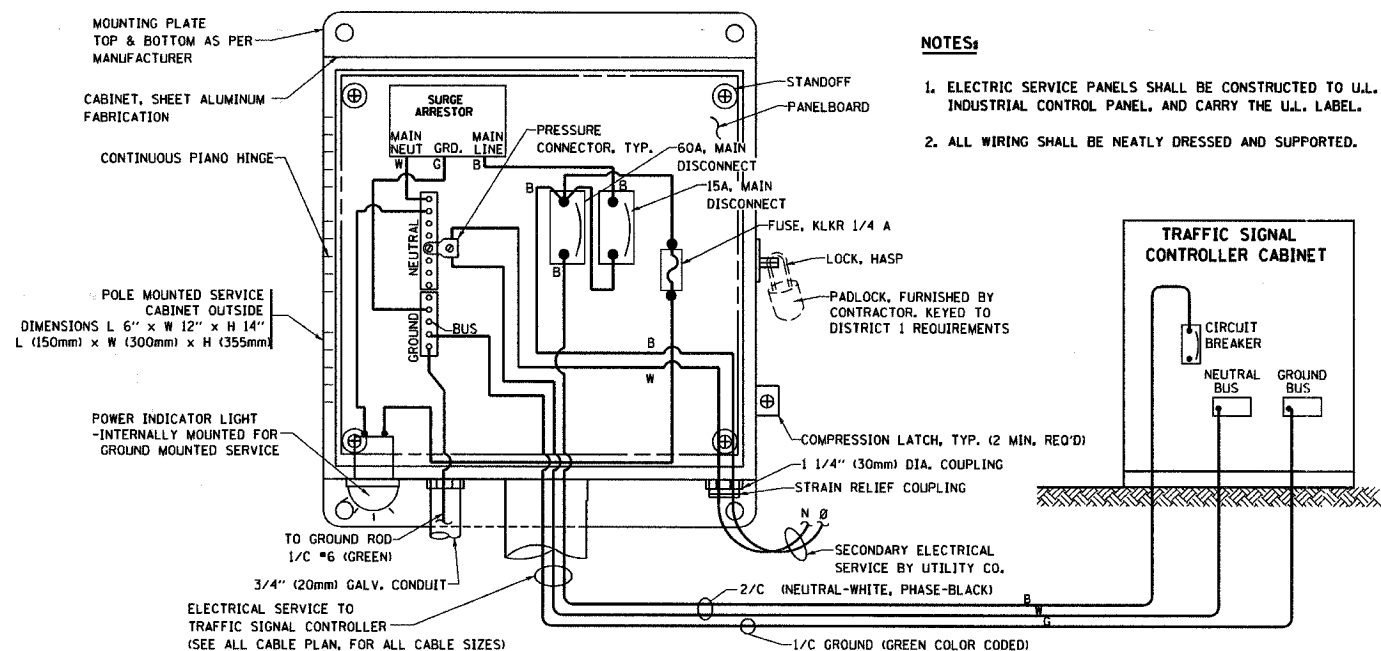 MOUNTING PLATE
TOP & BOTTOM AS PER
MANUFACTURER
CABINET, SHEET ALUMINUM
FABRICATION
CONTINUOUS PIANO HINGE
POLE MOUNTED SERVICE
CABINET OUTSIDE
DIMENSIONS L 6" x W 12" x H 14"
L (150mm) x W (300mm) x H (355mm)
POWER INDICATOR LIGHT
-INTERNALLY MOUNTED FOR
GROUND MOUNTED SERVICE
TO GROUND ROD
1/C #6 (GREEN)
3/4" (20mm) GALV. CONDUIT
ELECTRICAL SERVICE TO
TRAFFIC SIGNAL CONTROLLER
(SEE ALL CABLE PLAN, FOR ALL CABLE SIZES)
SURGE
ARRESTOR
MAIN
NEUT
GRD.
MAIN
LINE
W
G
B
NEUTRAL
GROUND
BUS
PRESSURE
CONNECTOR, TYP.
60A, MAIN
DISCONNECT
15A, MAIN
DISCONNECT
B
B
B
B
W
STANDOFF
PANELBOARD
FUSE, KLKR 1/4 A
LOCK, HASP
PADLOCK, FURNISHED BY
CONTRACTOR. KEYED TO
DISTRICT 1 REQUIREMENTS
COMPRESSION LATCH, TYP. (2 MIN. REQ'D)
1 1/4" (30mm) DIA. COUPLING
STRAIN RELIEF COUPLING
N Ø
SECONDARY ELECTRICAL
SERVICE BY UTILITY CO.
2/C (NEUTRAL-WHITE, PHASE-BLACK)
B
W
G
1/C GROUND (GREEN COLOR CODED)
NOTES:
1. ELECTRIC SERVICE PANELS SHALL BE CONSTRUCTED TO U.L.
INDUSTRIAL CONTROL PANEL. AND CARRY THE U.L. LABEL.
2. ALL WIRING SHALL BE NEATLY DRESSED AND SUPPORTED.
TRAFFIC SIGNAL
CONTROLLER CABINET
CIRCUIT
BREAKER
NEUTRAL
BUS
GROUND
BUS